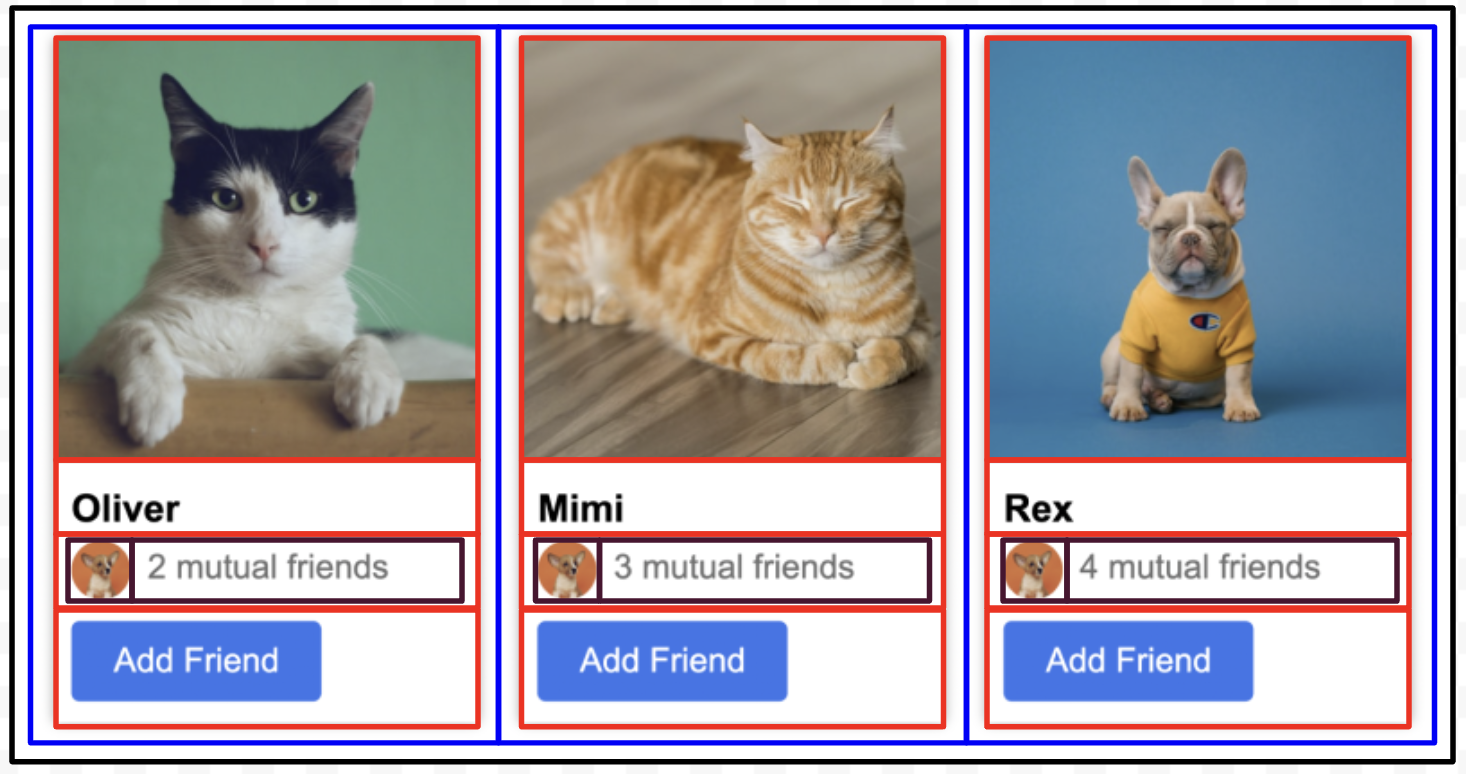 Oliver
2 mutual friends
Add Friend
Mimi
3 mutual friends
Add Friend
Rex
4 mutual friends
Add Friend